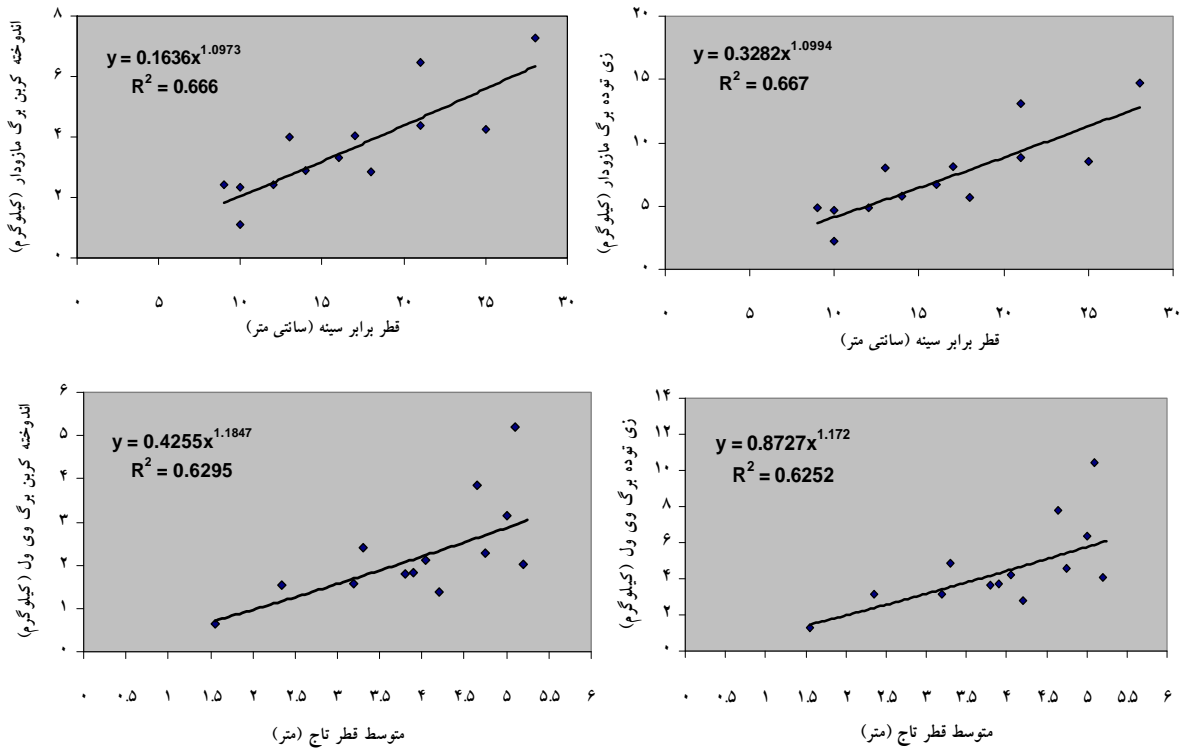 اندوخته کربن برگ مازودار (کیلوگرم)
y = 0.1636x^1.0973
R^2 = 0.666
۸
۶
۴
۲
۰
۰ ۵ ۱۰ ۱۵ ۲۰ ۲۵ ۳۰
قطر برابر سینه (سانتی متر)
زی توده برگ مازودار (کیلوگرم)
y = 0.3282x^1.0994
R^2 = 0.667
۲۰
۱۵
۱۰
۵
۰
۰ ۵ ۱۰ ۱۵ ۲۰ ۲۵ ۳۰
قطر برابر سینه (سانتی متر)
اندوخته کربن برگ وی ول (کیلوگرم)
y = 0.4255x^1.1847
R^2 = 0.6295
۶
۵
۴
۳
۲
۱
۰
۰ ۰.۵ ۱ ۱.۵ ۲ ۲.۵ ۳ ۳.۵ ۴ ۴.۵ ۵ ۵.۵ ۶
متوسط قطر تاج (متر)
زی توده برگ وی ول (کیلوگرم)
y = 0.8727x^1.172
R^2 = 0.6252
۱۴
۱۲
۱۰
۸
۶
۴
۲
۰
۰ ۰.۵ ۱ ۱.۵ ۲ ۲.۵ ۳ ۳.۵ ۴ ۴.۵ ۵ ۵.۵ ۶
متوسط قطر تاج (متر)